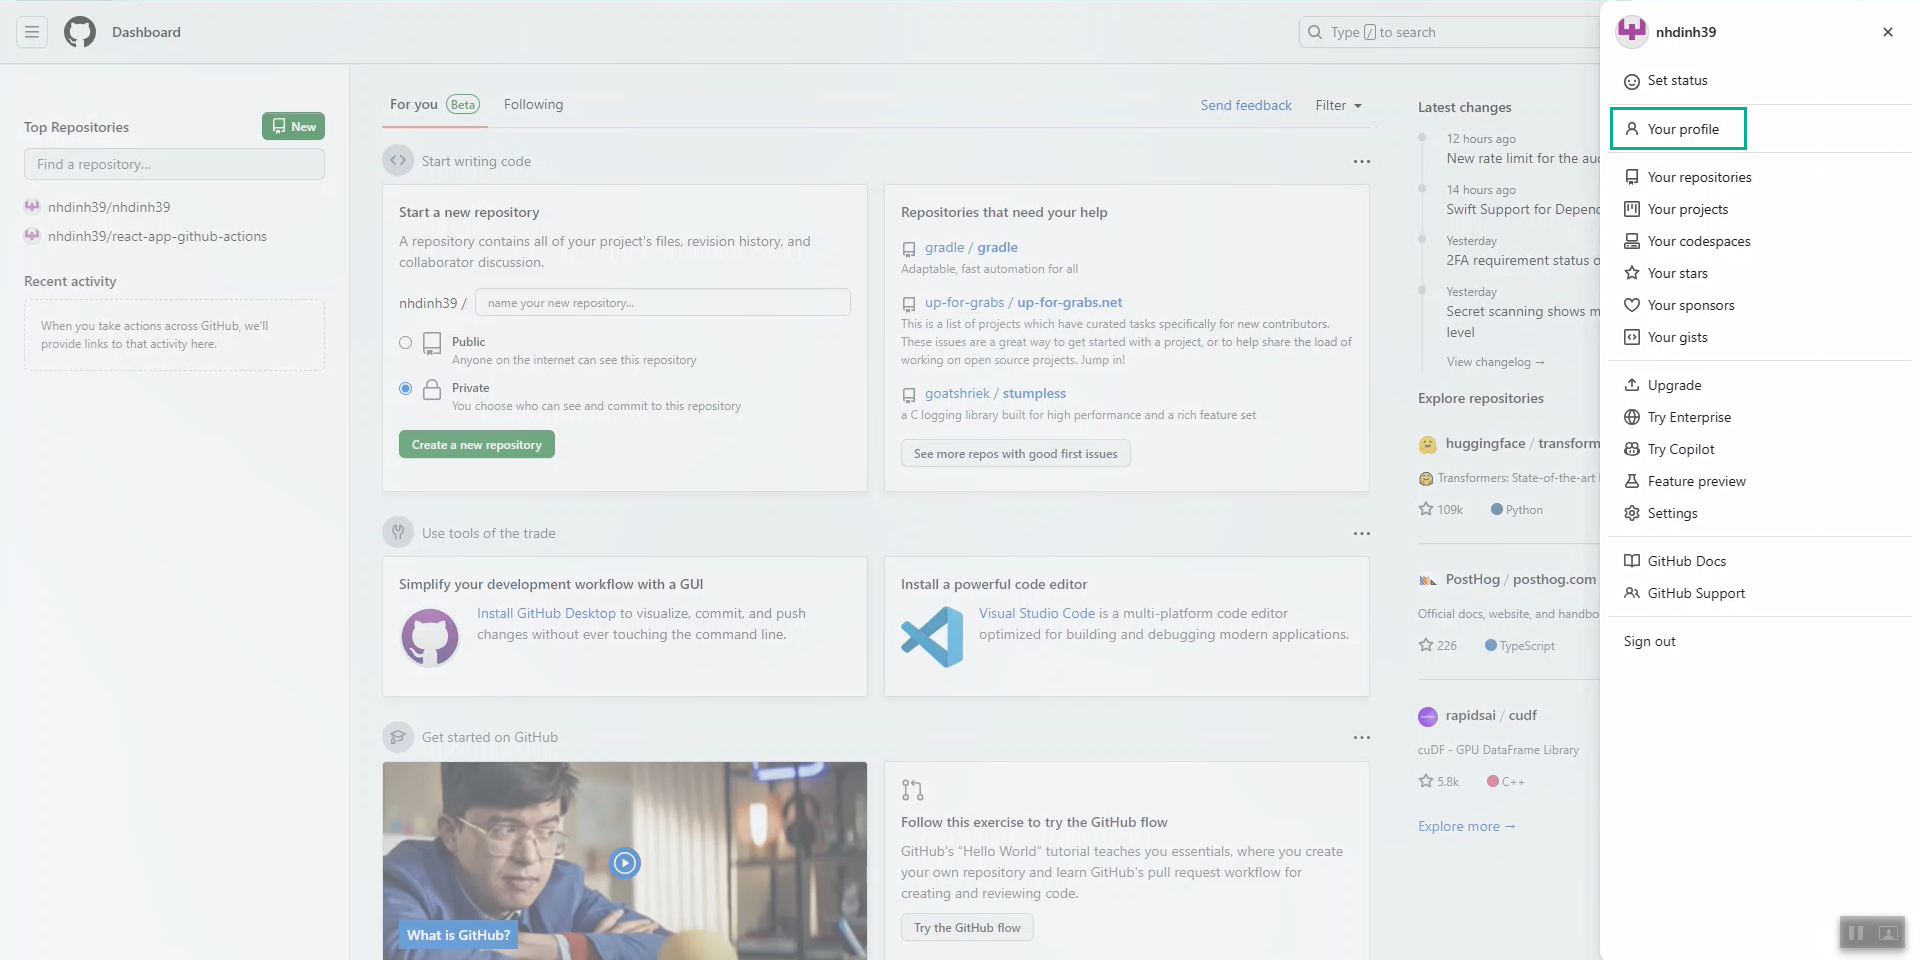 Dashboard
Type / to search
nhdinh39
Top Repositories
New
Find a repository...
nhdinh39/nhdinh39
nhdinh39/react-app-github-actions
Recent activity
When you take actions across GitHub, we'll
provide links to that activity here.
For you Beta Following
Send feedback Filter
Start writing code
Start a new repository
A repository contains all of your project's files, revision history, and
collaborator discussion.
nhdinh39 / name your new repository...
Public
Anyone on the internet can see this repository
Private
You choose who can see and commit to this repository
Create a new repository
Repositories that need your help
gradle / gradle
Adaptable, fast automation for all
up-for-grabs / up-for-grabs.net
This is a list of projects which have curated tasks specifically for new contributors.
These issues are a great way to get started with a project, or to help share the load of
working on open source projects. Jump in!
goatshriek / stumpless
a C logging library built for high performance and a rich feature set
See more repos with good first issues
Use tools of the trade
Simplify your development workflow with a GUI
Install GitHub Desktop to visualize, commit, and push
changes without ever touching the command line.
Install a powerful code editor
Visual Studio Code is a multi-platform code editor
optimized for building and debugging modern applications.
Get started on GitHub
What is GitHub?
Follow this exercise to try the GitHub flow
GitHub's "Hello World" tutorial teaches you essentials, where you create
your own repository and learn GitHub's pull request workflow for
creating and reviewing code.
Try the GitHub flow
Latest changes
12 hours ago
New rate limit for the
14 hours ago
Swift Support for
Yesterday
2FA requirement status
Yesterday
Secret scanning shows
level
View changelog →
Explore repositories
huggingface / transform
Transformers: State-of-the-art
109k Python
PostHog / posthog.com
Official docs, website, and handbo
226 TypeScript
rapidsai / cudf
cuDF - GPU DataFrame Library
5.8k C++
Explore more →
Set status
Your profile
Your repositories
Your projects
Your codespaces
Your stars
Your sponsors
Your gists
Upgrade
Try Enterprise
Try Copilot
Feature preview
Settings
GitHub Docs
GitHub Support
Sign out